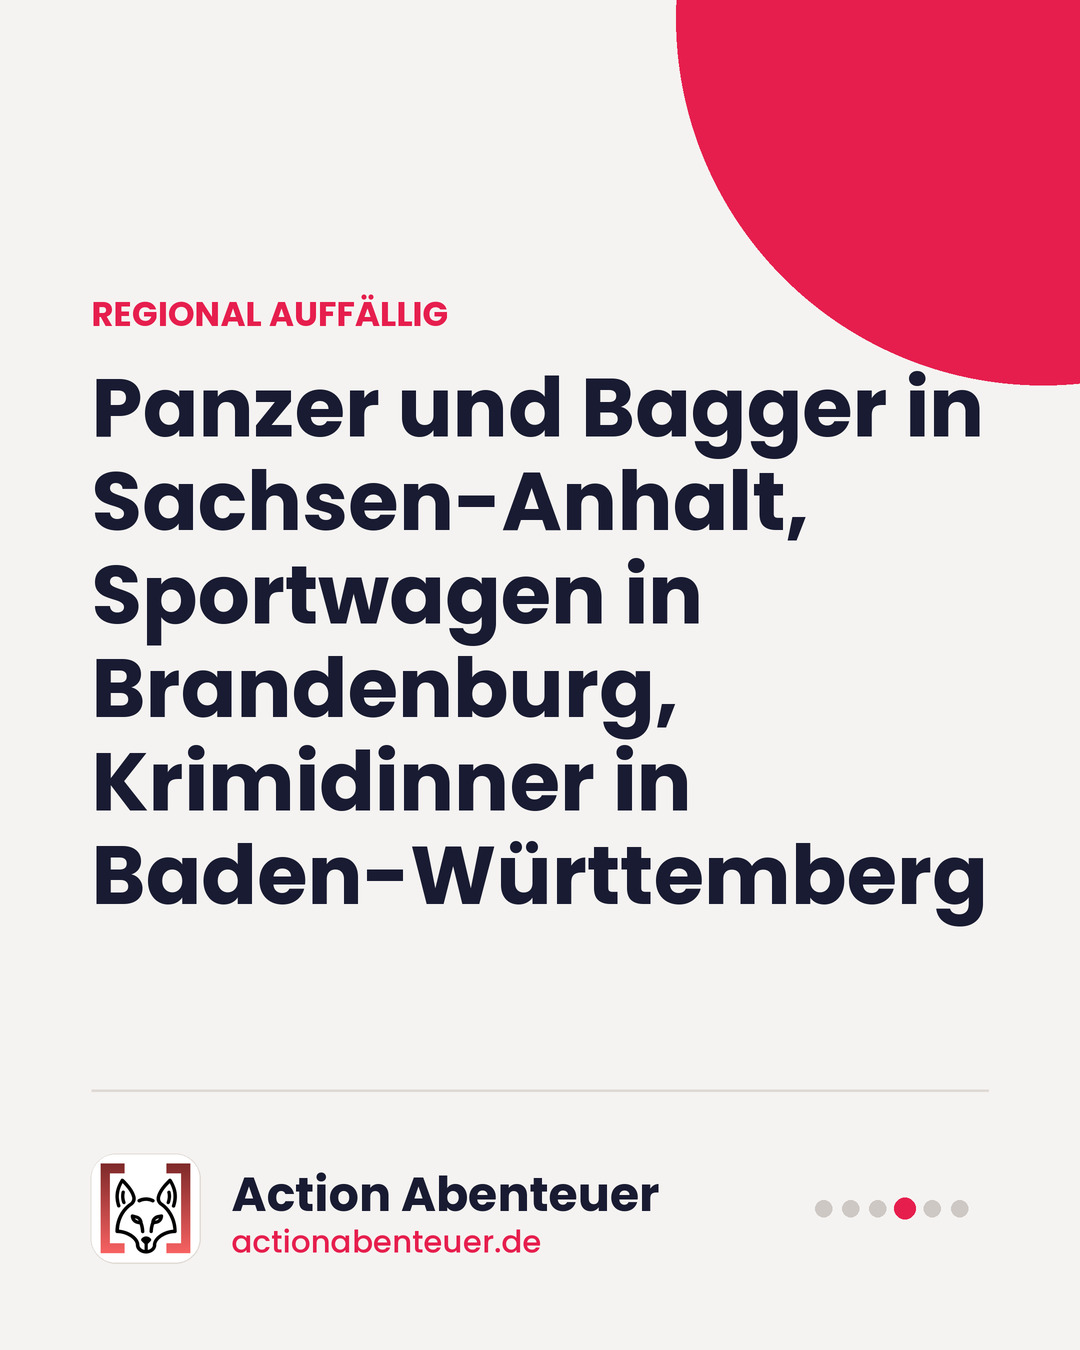 REGIONAL AUFFÄLLIG
Panzer und Bagger in
Sachsen-Anhalt,
Sportwagen in
Brandenburg,
Krimidinner in
Baden-Württemberg
Action Abenteuer
actionabenteuer.de